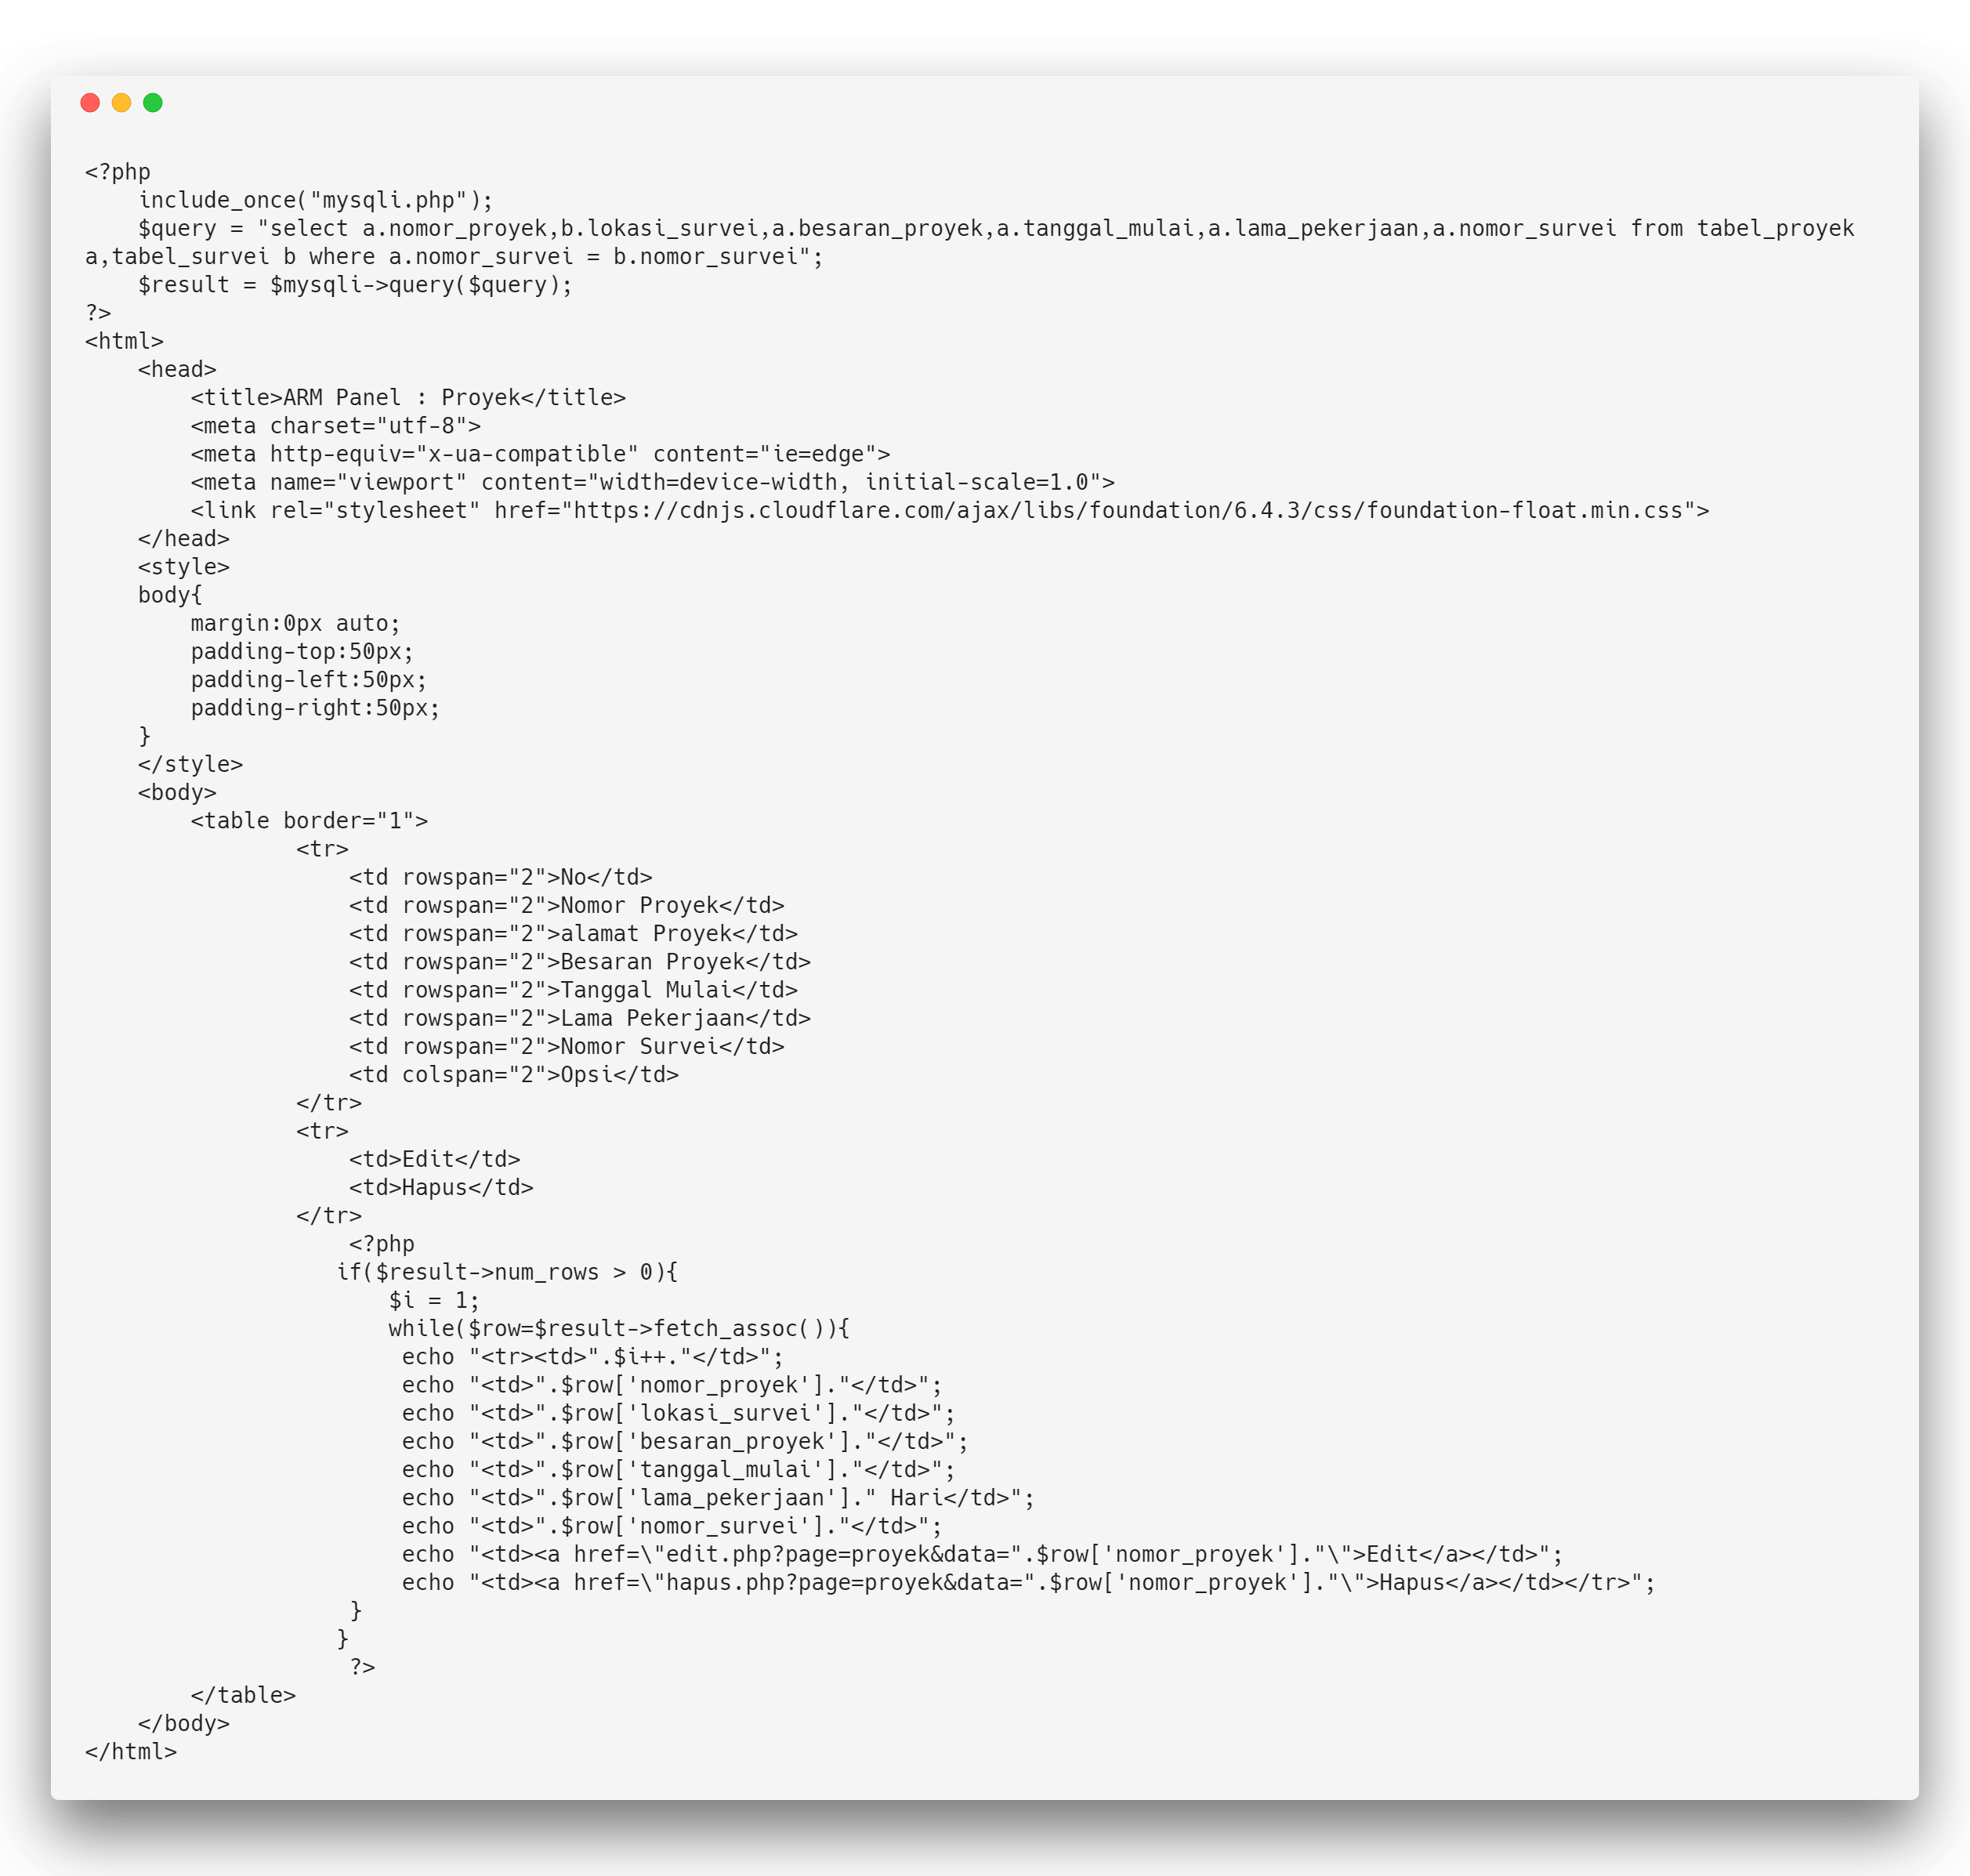 <?php
    include_once("mysqli.php");
    $query = "select a.nomor_proyek,b.lokasi_survei,a.besaran_proyek,a.tanggal_mulai,a.lama_pekerjaan,a.nomor_survei from tabel_proyek
a,tabel_survei b where a.nomor_survei = b.nomor_survei";
    $result = $mysqli->query($query);
?>
<html>
    <head>
        <title>ARM Panel : Proyek</title>
        <meta charset="utf-8">
        <meta http-equiv="x-ua-compatible" content="ie=edge">
        <meta name="viewport" content="width=device-width, initial-scale=1.0">
        <link rel="stylesheet" href="https://cdnjs.cloudflare.com/ajax/libs/foundation/6.4.3/css/foundation-float.min.css">
    </head>
    <style>
    body{
        margin:0px auto;
        padding-top:50px;
        padding-left:50px;
        padding-right:50px;
    }
    </style>
    <body>
        <table border="1">
                <tr>
                    <td rowspan="2">No</td>
                    <td rowspan="2">Nomor Proyek</td>
                    <td rowspan="2">alamat Proyek</td>
                    <td rowspan="2">Besaran Proyek</td>
                    <td rowspan="2">Tanggal Mulai</td>
                    <td rowspan="2">Lama Pekerjaan</td>
                    <td rowspan="2">Nomor Survei</td>
                    <td colspan="2">Opsi</td>
                </tr>
                <tr>
                    <td>Edit</td>
                    <td>Hapus</td>
                </tr>
                    <?php
                   if($result->num_rows > 0){
                       $i = 1;
                       while($row=$result->fetch_assoc()){
                        echo "<tr><td>".$i++."</td>";
                        echo "<td>".$row['nomor_proyek']."</td>";
                        echo "<td>".$row['lokasi_survei']."</td>";
                        echo "<td>".$row['besaran_proyek']."</td>";
                        echo "<td>".$row['tanggal_mulai']."</td>";
                        echo "<td>".$row['lama_pekerjaan']." Hari</td>";
                        echo "<td>".$row['nomor_survei']."</td>";
                        echo "<td><a href=\"edit.php?page=proyek&data=".$row['nomor_proyek']."\">Edit</a></td>";
                        echo "<td><a href=\"hapus.php?page=proyek&data=".$row['nomor_proyek']."\">Hapus</a></td></tr>";
                    }
                   }
                    ?>
        </table>
    </body>
</html>